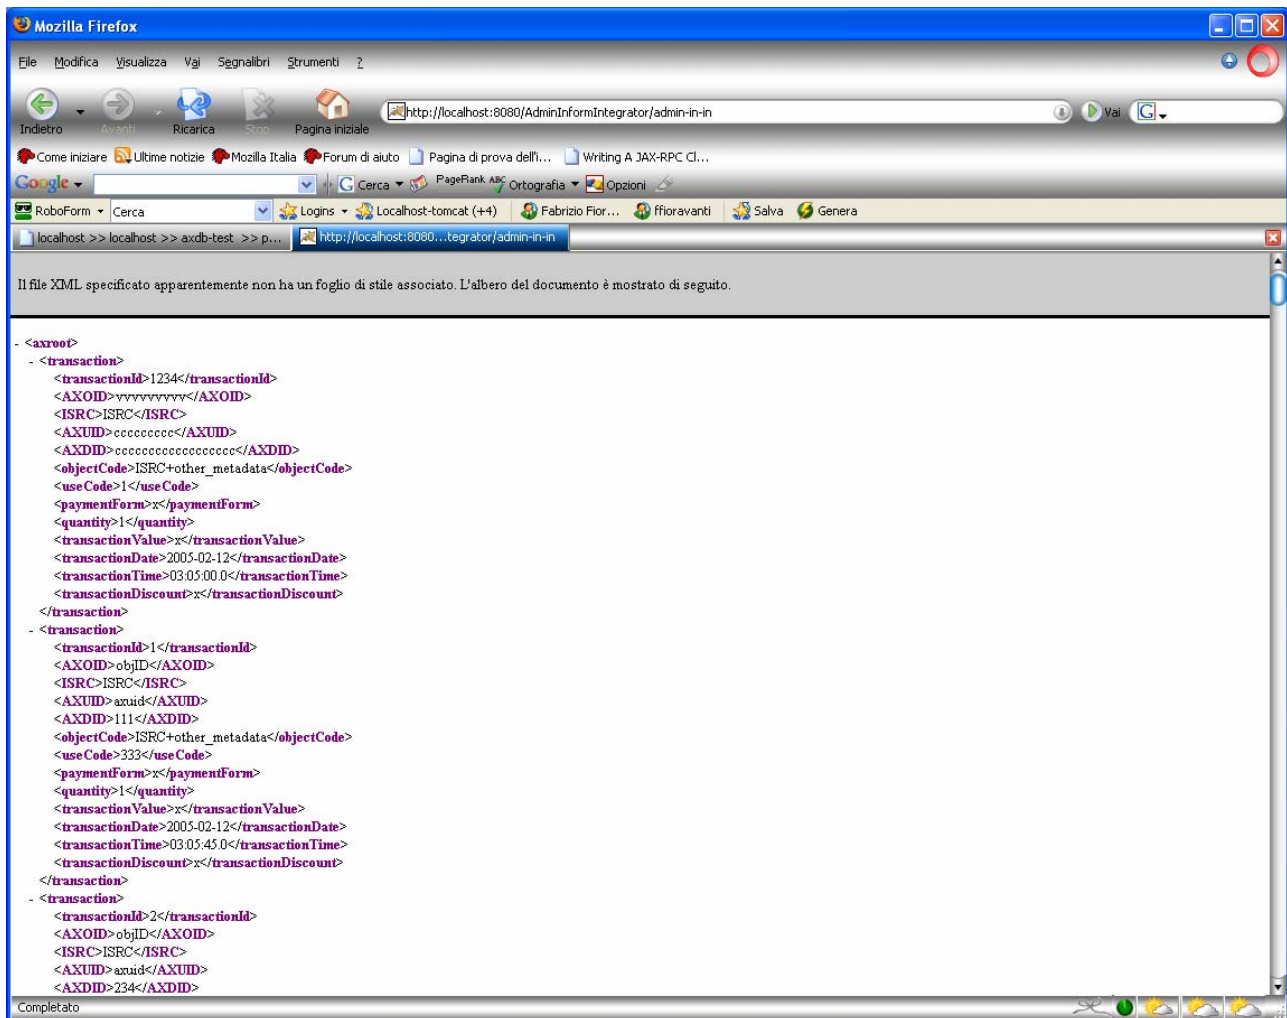 Mozilla Firefox
File Modifica Visualizza Vai Segnalibri Strumenti ?
Indietro Avanti Ricarica Stop Pagina iniziale http://localhost:8080/AdminInformIntegrator/admin-in-in Vai G
Come iniziare Ultime notizie Mozilla Italia Forum di aiuto Pagina di prova dell'i... Writing A JAX-RPC Cl...
Google G Cerca PageRank ABC Ortografia Opzioni
RoboForm Cerca Logins Localhost-tomcat (+4) Fabrizio Fior... ffioravanti Salva Genera
localhost >> localhost >> axdb-test >> p... http://localhost:8080...tegrator/admin-in-in
Il file XML specificato apparentemente non ha un foglio di stile associato. L'albero del documento è mostrato di seguito.
- <axroot>
- <transaction>
<transactionId>1234</transactionId>
<AXOID>vvvvvvvvv</AXOID>
<ISRC>ISRC</ISRC>
<AXUID>ccccccccc</AXUID>
<AXDID>cccccccccccccccccc</AXDID>
<objectCode>ISRC+other_metadata</objectCode>
<useCode>1</useCode>
<paymentForm>x</paymentForm>
<quantity>1</quantity>
<transactionValue>x</transactionValue>
<transactionDate>2005-02-12</transactionDate>
<transactionTime>03:05:00.0</transactionTime>
<transactionDiscount>x</transactionDiscount>
</transaction>
- <transaction>
<transactionId>1</transactionId>
<AXOID>objID</AXOID>
<ISRC>ISRC</ISRC>
<AXUID>axuid</AXUID>
<AXDID>111</AXDID>
<objectCode>ISRC+other_metadata</objectCode>
<useCode>333</useCode>
<paymentForm>x</paymentForm>
<quantity>1</quantity>
<transactionValue>x</transactionValue>
<transactionDate>2005-02-12</transactionDate>
<transactionTime>03:05:45.0</transactionTime>
<transactionDiscount>x</transactionDiscount>
</transaction>
- <transaction>
<transactionId>2</transactionId>
<AXOID>objID</AXOID>
<ISRC>ISRC</ISRC>
<AXUID>axuid</AXUID>
<AXDID>234</AXDID>
Completato